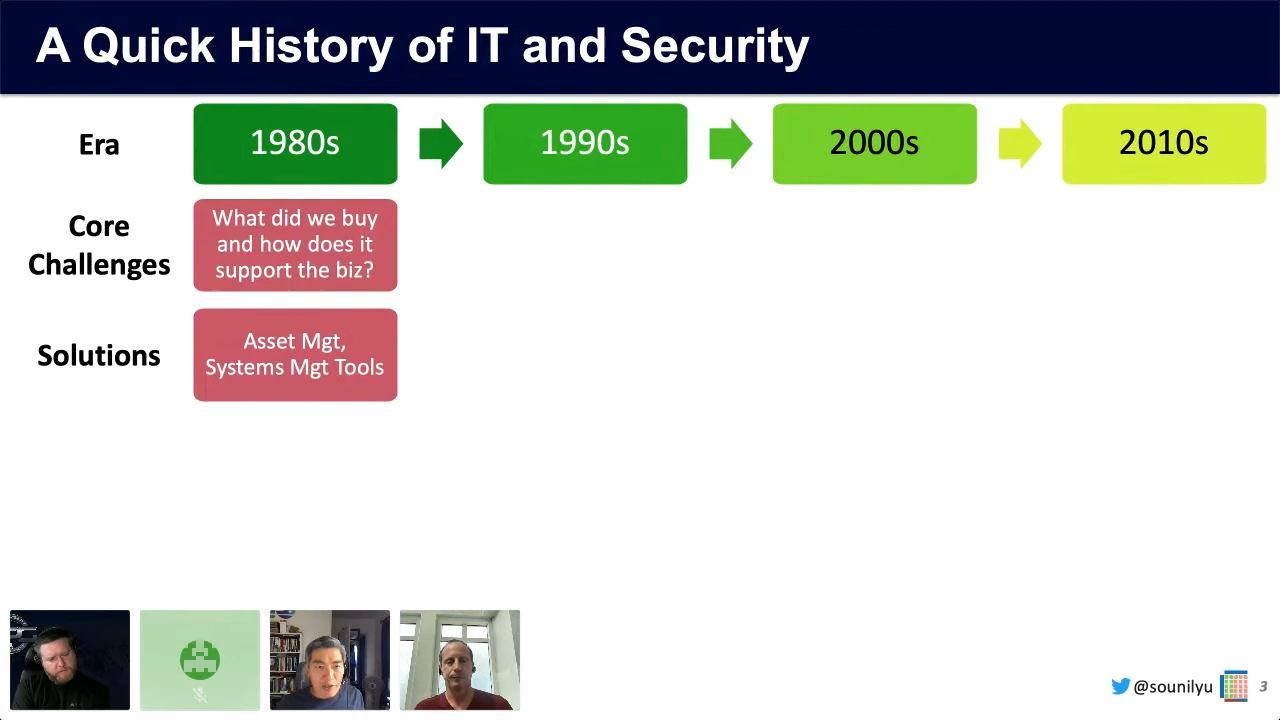 A Quick History of IT and Security
Era
1980s
1990s
2000s
2010s
Core
Challenges
What did we buy
and how does it
support the biz?
Solutions
Asset Mgt,
Systems Mgt Tools
@sounilyu
3